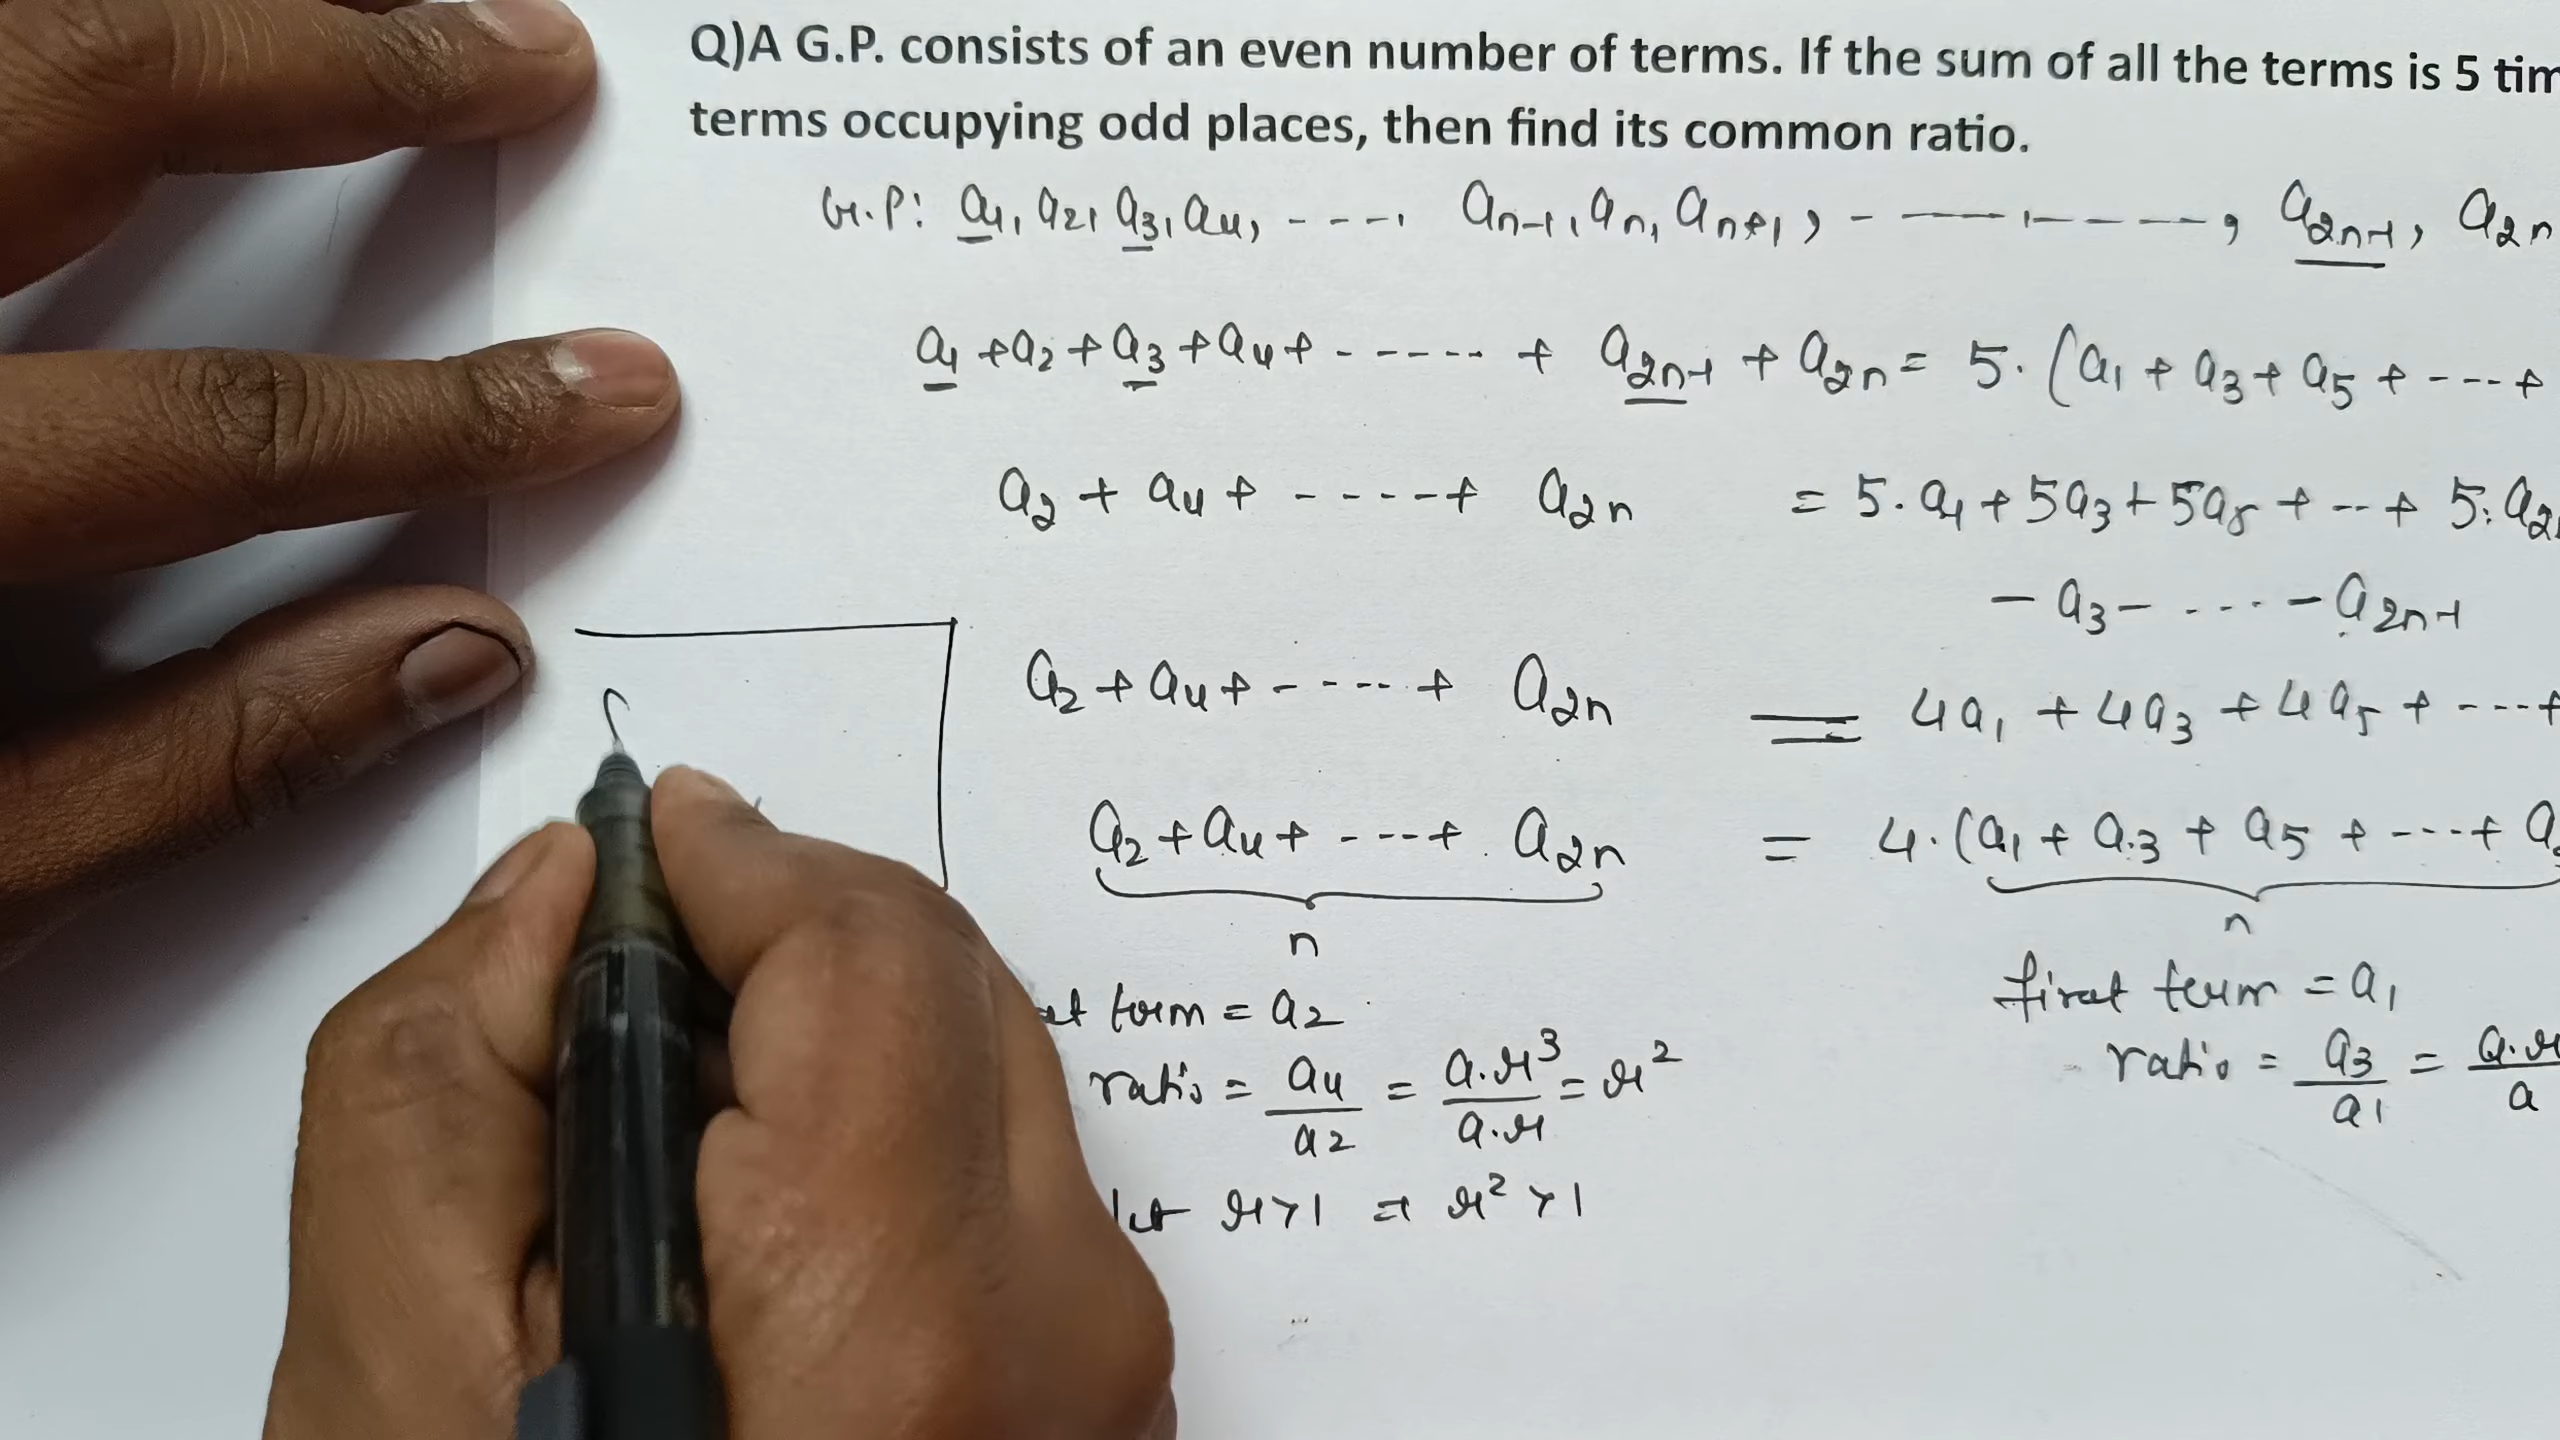 Q)A G.P. consists of an even number of terms. If the sum of all the terms is 5 tim
terms occupying odd places, then find its common ratio.
G.P: a₁, a₂, a₃, a₄, ----, aₙ₋₁, aₙ, aₙ₊₁, --------, a₂ₙ₋₁, a₂ₙ
a₁ + a₂ + a₃ + a₄ + ------ + a₂ₙ₋₁ + a₂ₙ = 5. (a₁ + a₃ + a₅ + ---- +
a₂ + a₄ + ----- + a₂ₙ = 5. a₁ + 5a₃ + 5a₅ + -- + 5. a₂
- a₃ - .... - a₂ₙ₋₁
a₂ + a₄ + ----- + a₂ₙ = 4a₁ + 4a₃ + 4a₅ + ---- +
a₂ + a₄ + ---- + a₂ₙ = 4. (a₁ + a₃ + a₅ + ---- + a
n n
term = a₂ first term = a₁
ratio = a₄/a₂ = a.r³/a.r = r² ratio = a₃/a₁ = a.r/a
let r > 1 ⇒ r² > 1